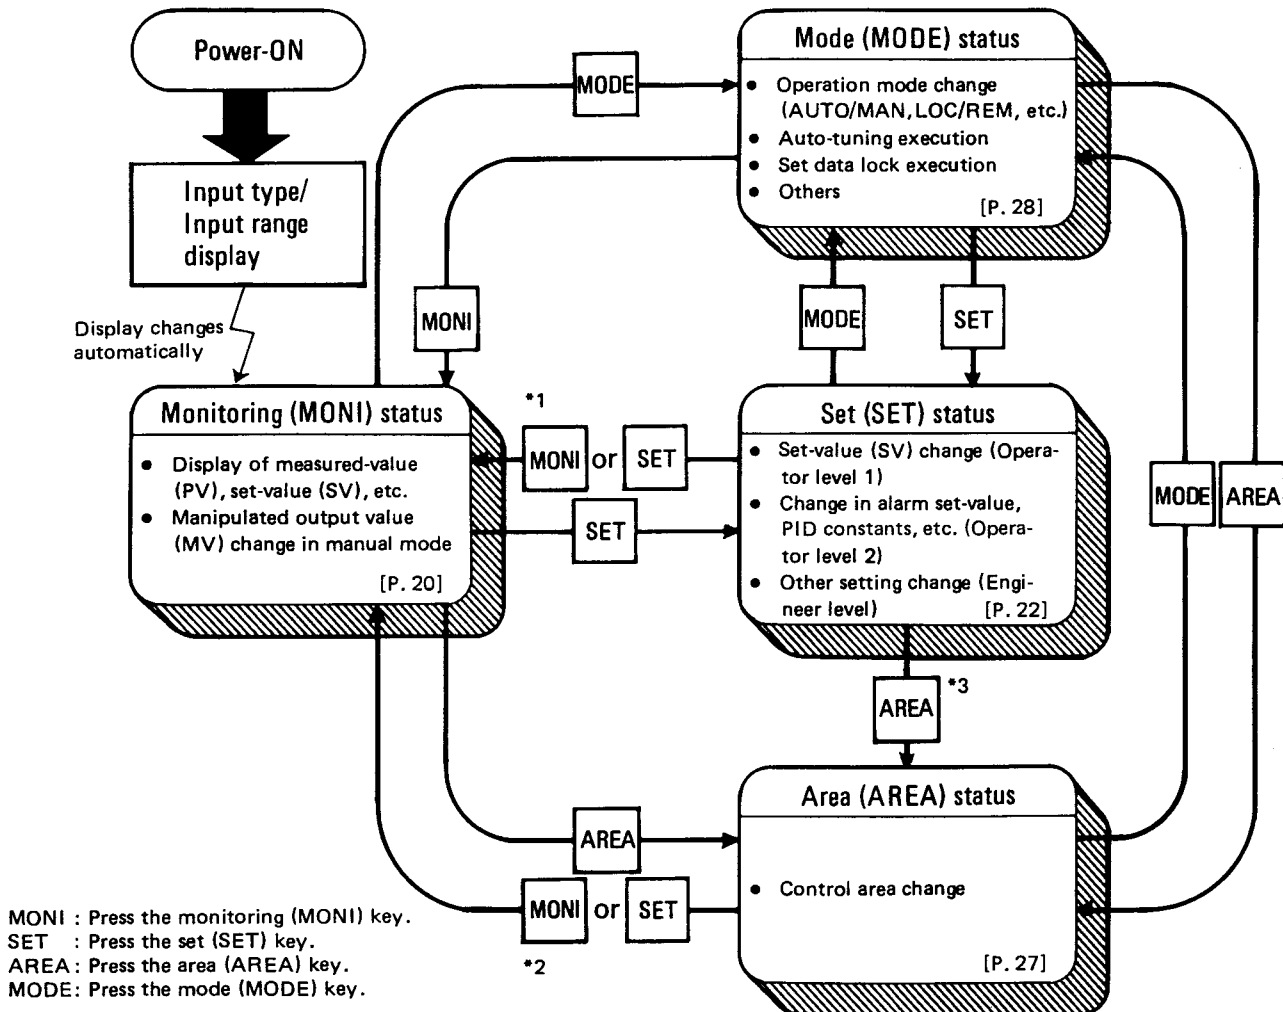 Power-ON
Input type/
Input range
display
Display changes
automatically
Mode (MODE) status
• Operation mode change
(AUTO/MAN, LOC/REM, etc.)
• Auto-tuning execution
• Set data lock execution
• Others
[P. 28]
MODE
MONI
MODE
SET
Monitoring (MONI) status
• Display of measured-value
(PV), set-value (SV), etc.
• Manipulated output value
(MV) change in manual mode
[P. 20]
*1
MONI or SET
SET
Set (SET) status
• Set-value (SV) change (Opera-
tor level 1)
• Change in alarm set-value,
PID constants, etc. (Opera-
tor level 2)
• Other setting change (Engi-
neer level)
[P. 22]
MODE
AREA
AREA
*3
Area (AREA) status
• Control area change
[P. 27]
AREA
MONI or SET
*2
MONI : Press the monitoring (MONI) key.
SET : Press the set (SET) key.
AREA : Press the area (AREA) key.
MODE : Press the mode (MODE) key.